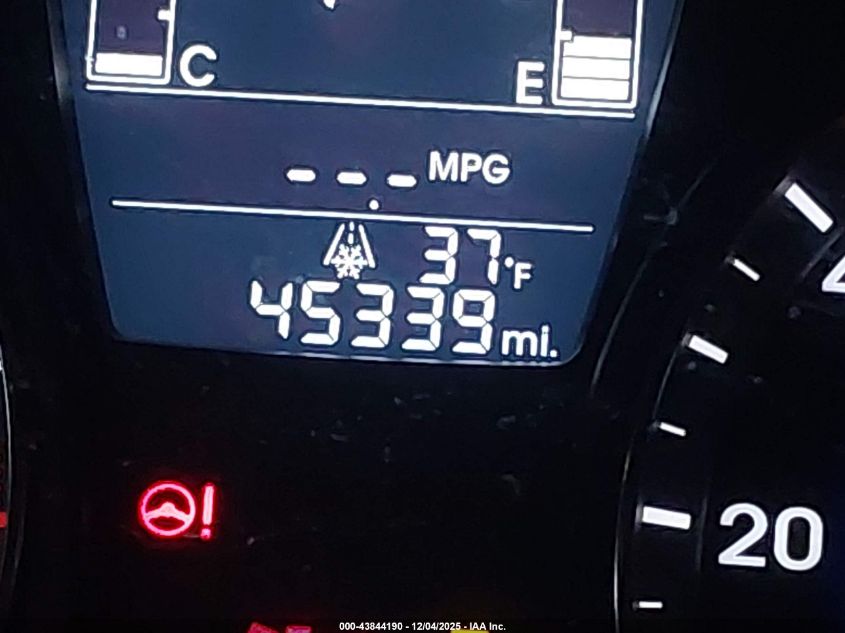 C E
--- MPG
37°F
45339 mi.
!
20
000-43844190 - 12/04/2025 - IAA Inc.